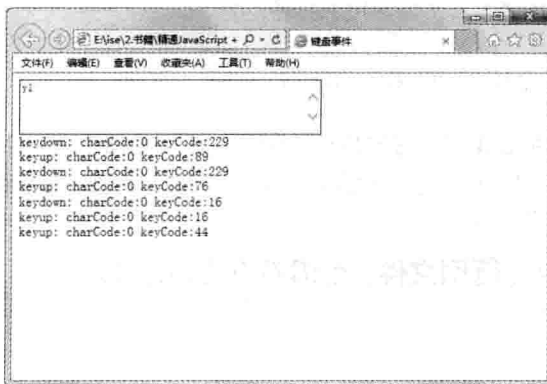 E:\ise\2.书稿\精通JavaScript
键盘事件
文件(F) 编辑(E) 查看(V) 收藏夹(A) 工具(T) 帮助(H)
yl
keydown: charCode:0 keyCode:229
keyup: charCode:0 keyCode:89
keydown: charCode:0 keyCode:229
keyup: charCode:0 keyCode:76
keydown: charCode:0 keyCode:16
keyup: charCode:0 keyCode:16
keyup: charCode:0 keyCode:44